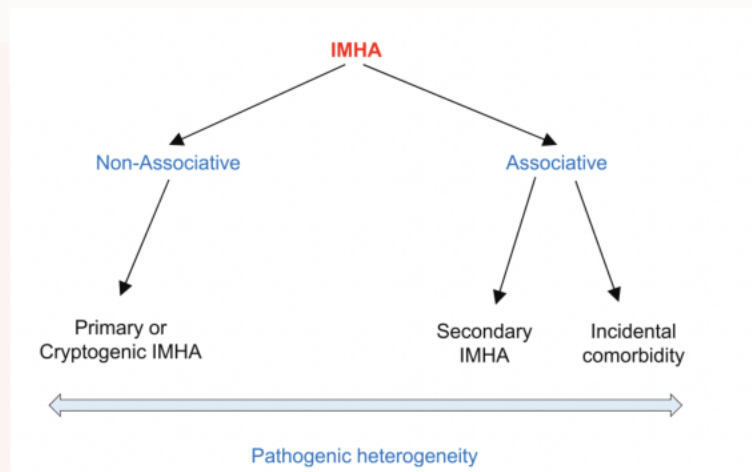 IMHA
Non-Associative
Associative
Primary or
Cryptogenic IMHA
Secondary
IMHA
Incidental
comorbidity
Pathogenic heterogeneity